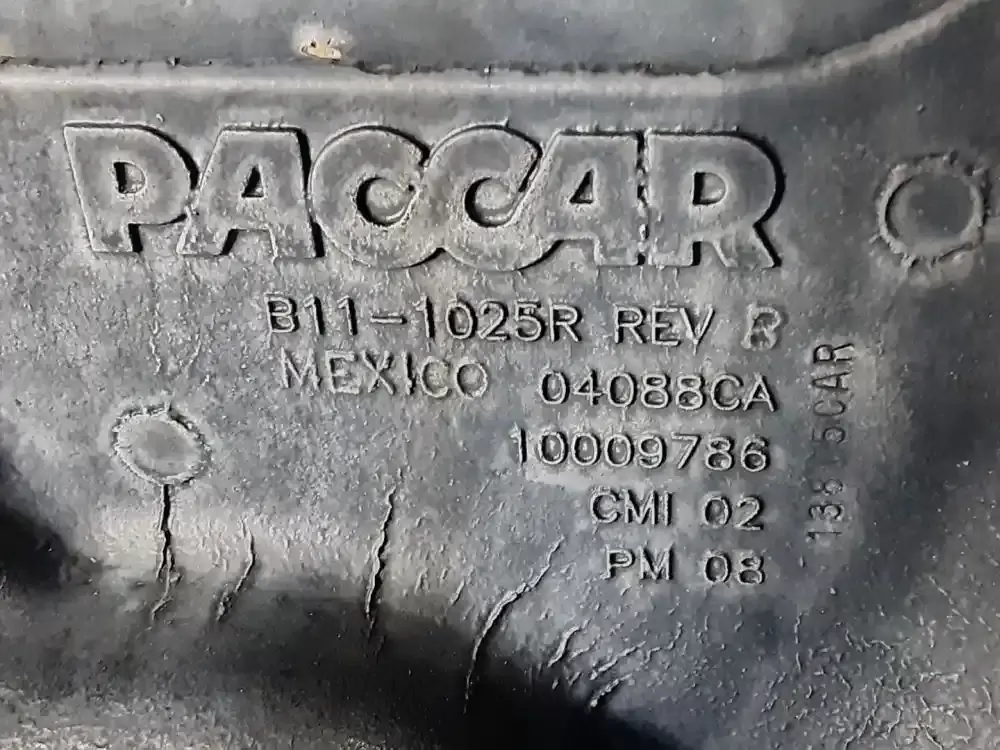 PACCAR
B11-1025R REV B
MEXICO 04088CA
10009786
CMI 02
PM 08